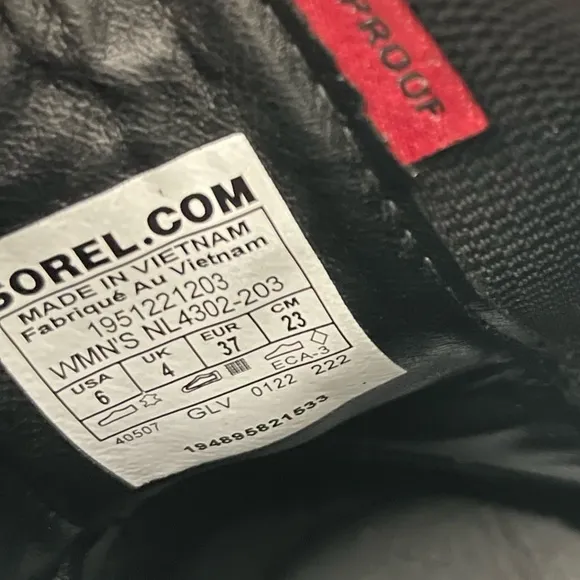 PROOF
SOREL.COM
MADE IN VIETNAM
Fabriqué Au Vietnam
1951221203
WMN'S NL4302-203
USA UK EUR CM
6 4 37 23
ECA-3
40507 GLV 0122 222
194895821533